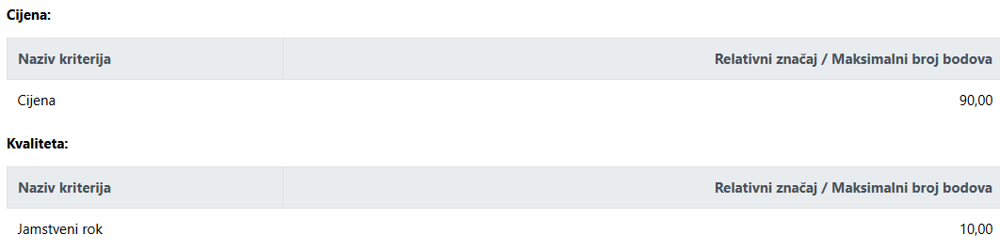 Cijena:
Naziv kriterija Relativni značaj / Maksimalni broj bodova
Cijena 90,00
Kvaliteta:
Naziv kriterija Relativni značaj / Maksimalni broj bodova
Jamstveni rok 10,00